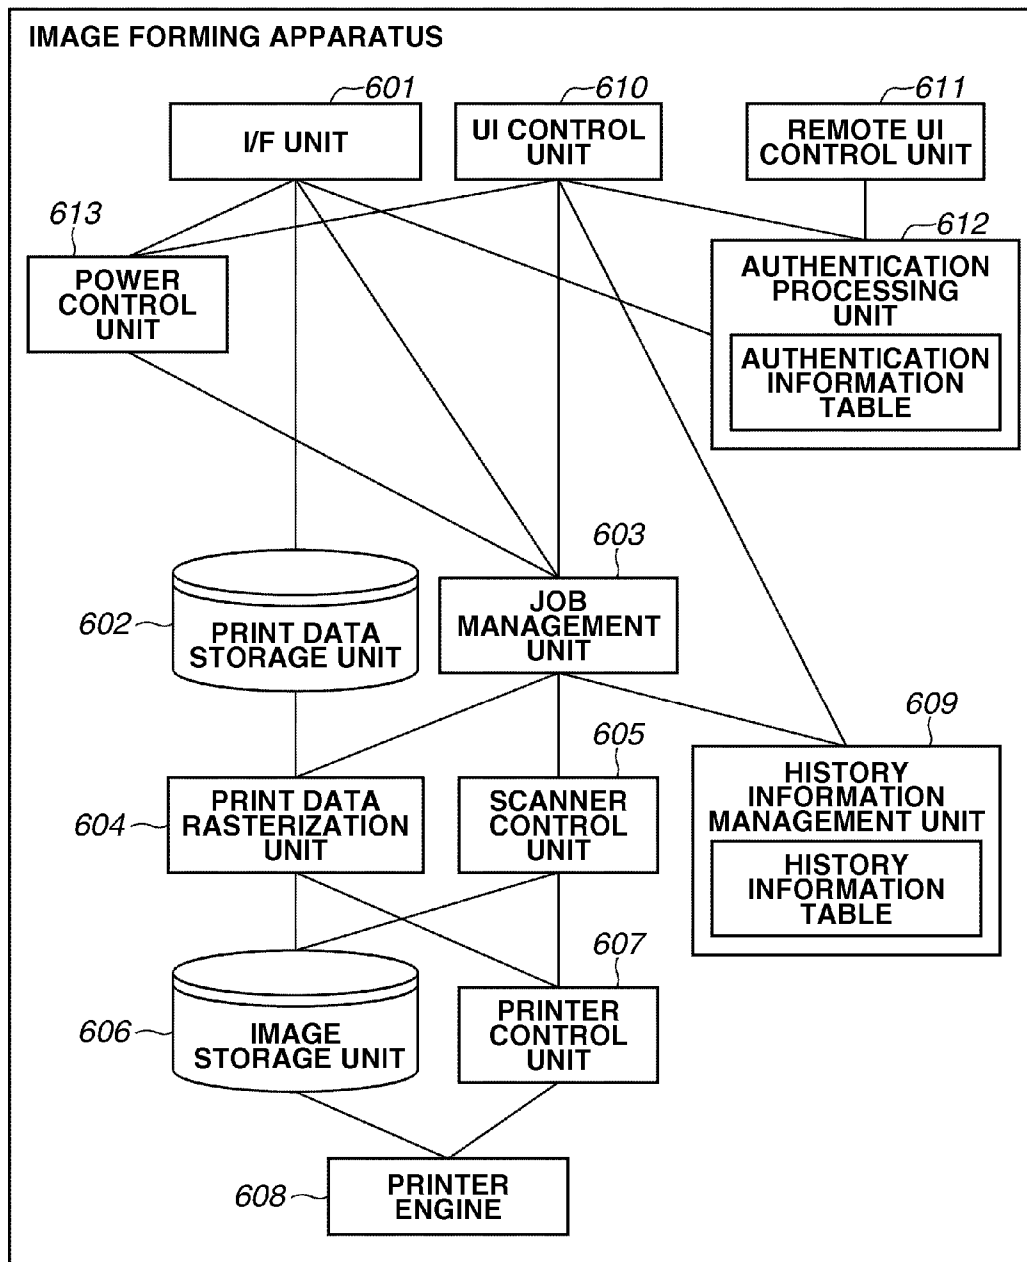 IMAGE FORMING APPARATUS
601
I/F UNIT
610
UI CONTROL
UNIT
611
REMOTE UI
CONTROL UNIT
613
POWER
CONTROL
UNIT
612
AUTHENTICATION
PROCESSING
UNIT
AUTHENTICATION
INFORMATION
TABLE
602
PRINT DATA
STORAGE UNIT
603
JOB
MANAGEMENT
UNIT
604
PRINT DATA
RASTERIZATION
UNIT
605
SCANNER
CONTROL
UNIT
609
HISTORY
INFORMATION
MANAGEMENT UNIT
HISTORY
INFORMATION
TABLE
606
IMAGE
STORAGE UNIT
607
PRINTER
CONTROL
UNIT
608
PRINTER
ENGINE